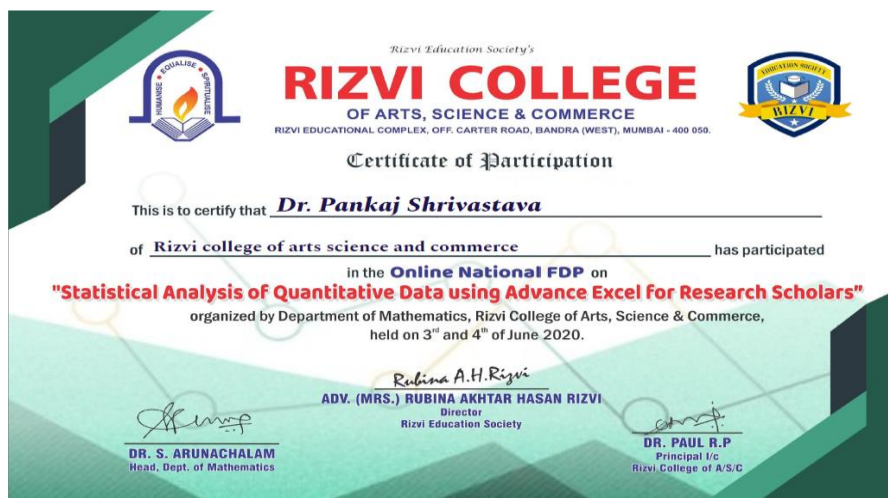 Rizvi Education Society's
RIZVI COLLEGE
OF ARTS, SCIENCE & COMMERCE
RIZVI EDUCATIONAL COMPLEX, OFF. CARTER ROAD, BANDRA (WEST), MUMBAI - 400 050.
HUMANISE • EQUALISE • SPIRITUALISE
EDUCATION SOCIETY
RIZVI
Certificate of Participation
This is to certify that Dr. Pankaj Shrivastava
of Rizvi college of arts science and commerce has participated
in the Online National FDP on
"Statistical Analysis of Quantitative Data using Advance Excel for Research Scholars"
organized by Department of Mathematics, Rizvi College of Arts, Science & Commerce,
held on 3rd and 4th of June 2020.
Rubina A.H.Rizvi
ADV. (MRS.) RUBINA AKHTAR HASAN RIZVI
Director
Rizvi Education Society
DR. S. ARUNACHALAM
Head, Dept. of Mathematics
DR. PAUL R.P
Principal I/c
Rizvi College of A/S/C